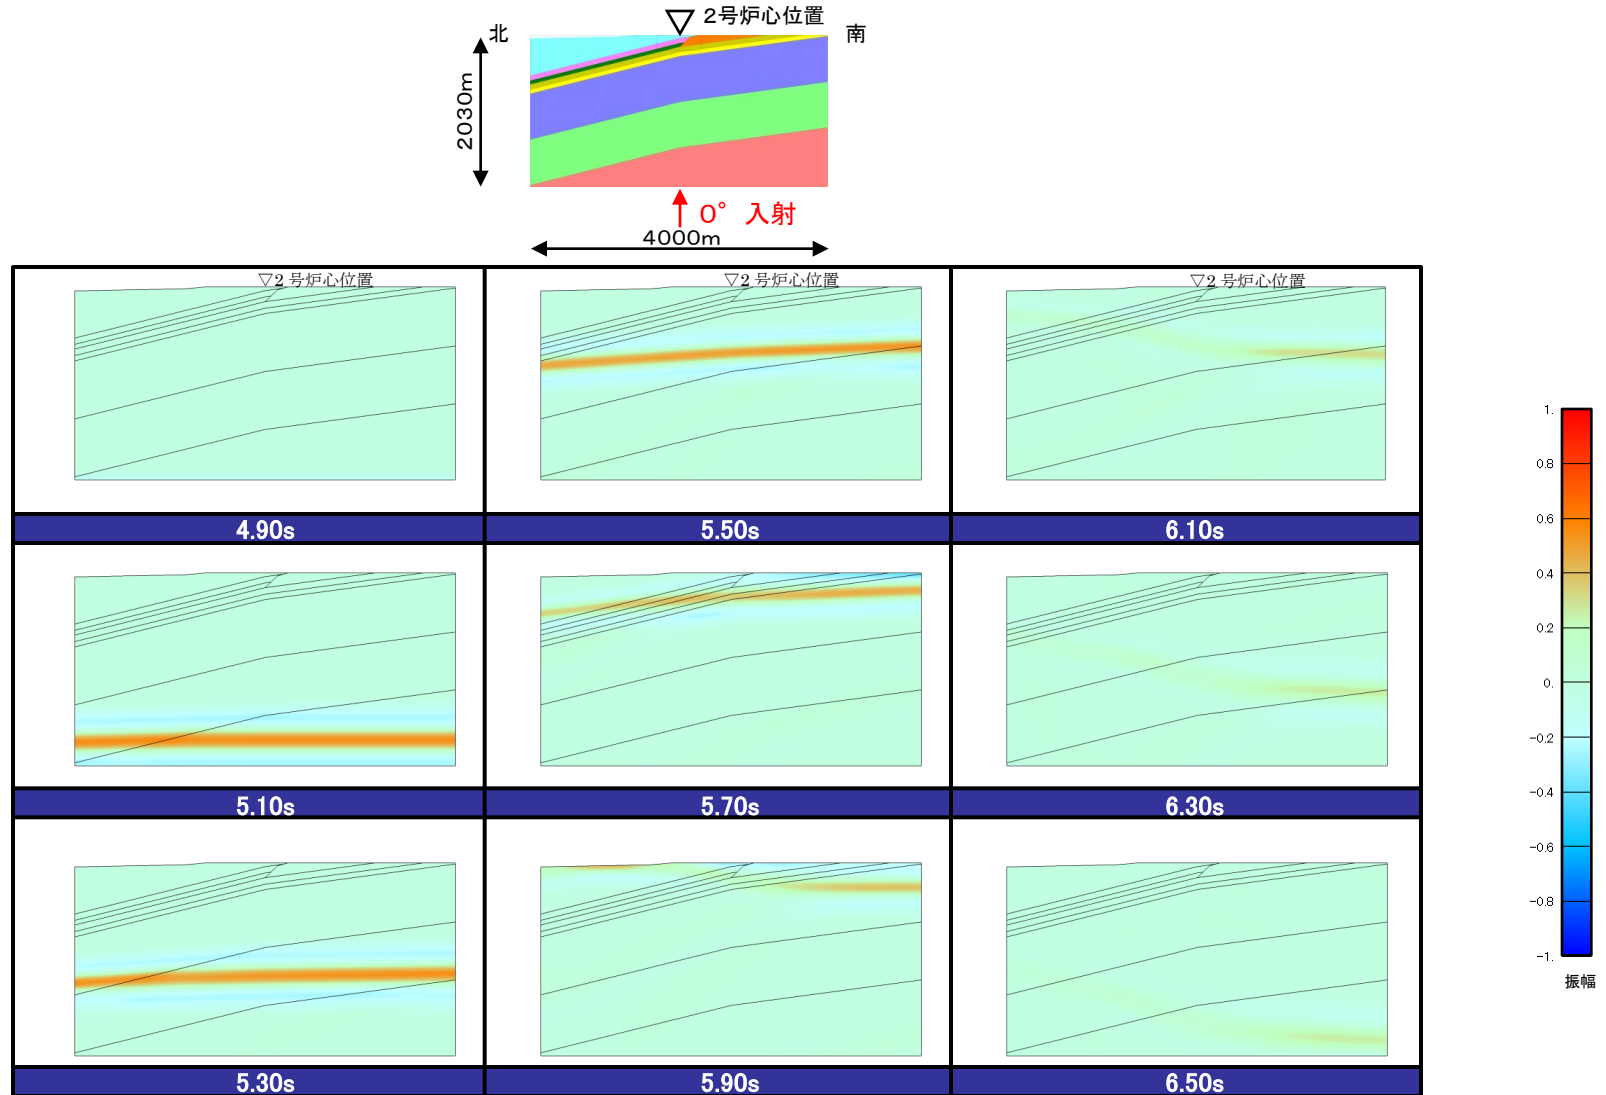 ▽ 2号炉心位置
北
南
2030m
0° 入射
4000m
▽2 号炉心位置
▽2 号炉心位置
▽2 号炉心位置
4.90s
5.50s
6.10s
5.10s
5.70s
6.30s
5.30s
5.90s
6.50s
1.
0.8
0.6
0.4
0.2
0.
-0.2
-0.4
-0.6
-0.8
-1.
振幅